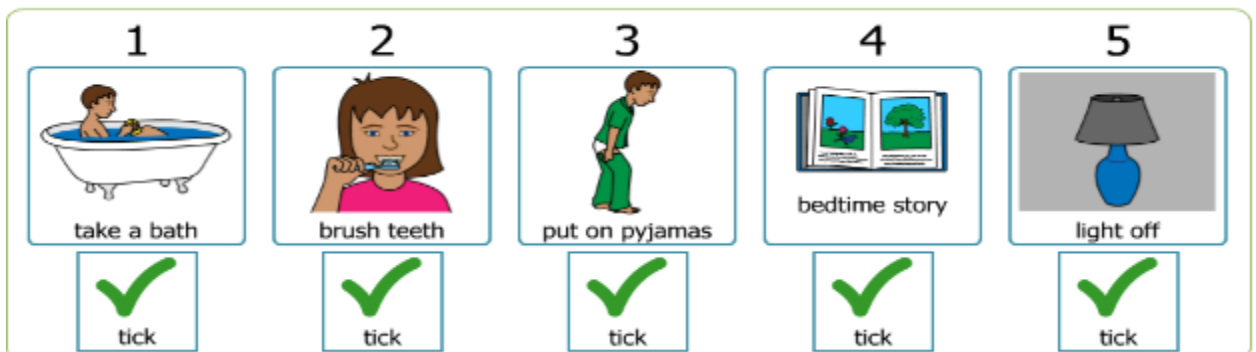 1 2 3 4 5
take a bath brush teeth put on pyjamas bedtime story light off
tick tick tick tick tick